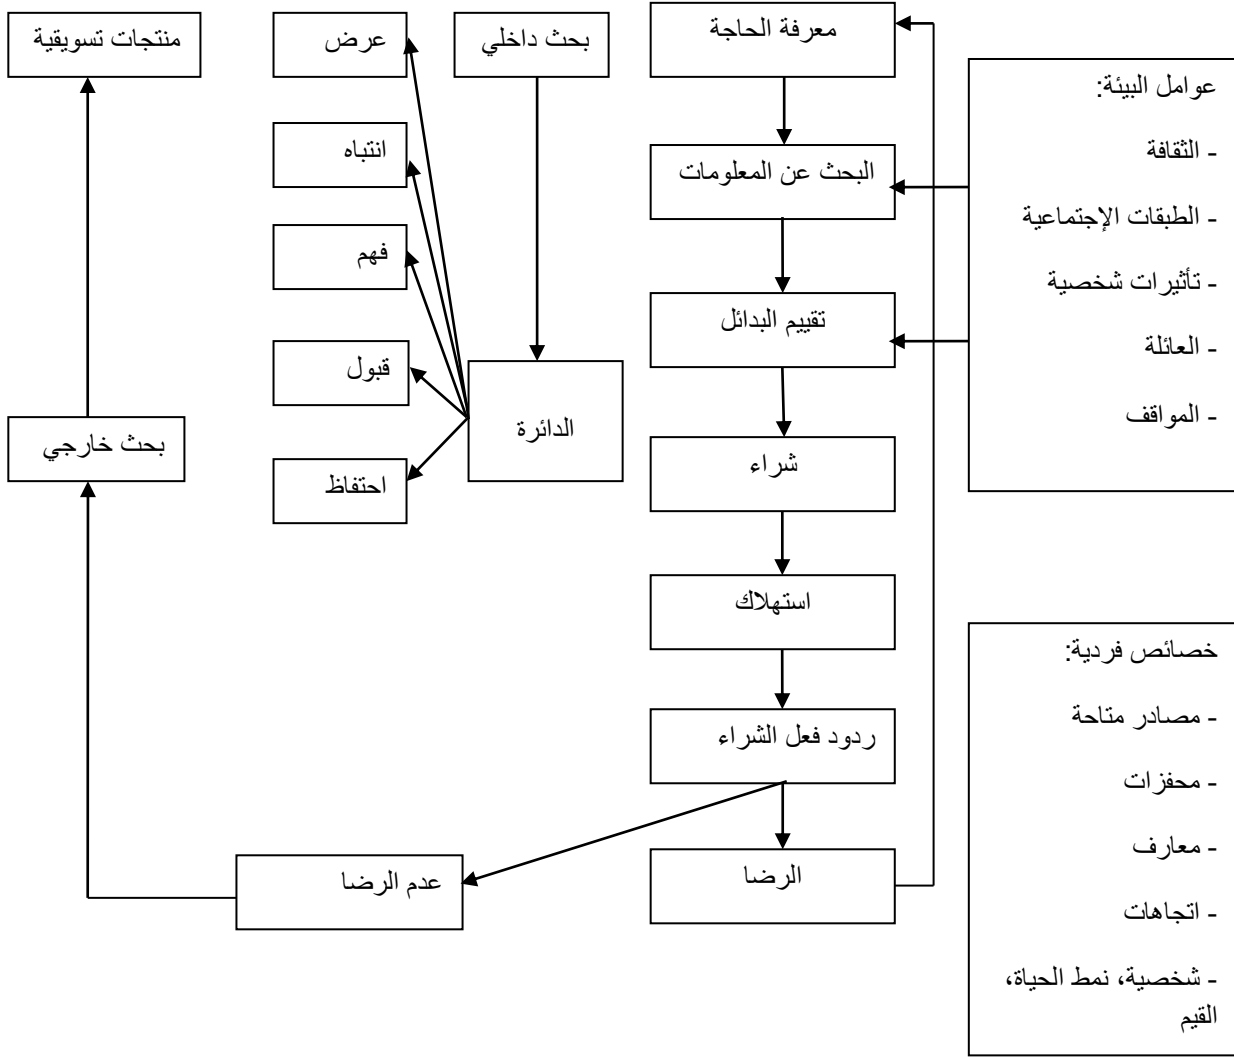 معرفة الحاجة
بحث داخلي
عرض
منتجات تسويقية
عوامل البيئة:
- الثقافة
- الطبقات الإجتماعية
- تأثيرات شخصية
- العائلة
- المواقف
البحث عن المعلومات
انتباه
فهم
تقييم البدائل
قبول
الدائرة
بحث خارجي
شراء
احتفاظ
استهلاك
خصائص فردية:
- مصادر متاحة
- محفزات
- معارف
- اتجاهات
- شخصية، نمط الحياة،
القيم
ردود فعل الشراء
الرضا
عدم الرضا